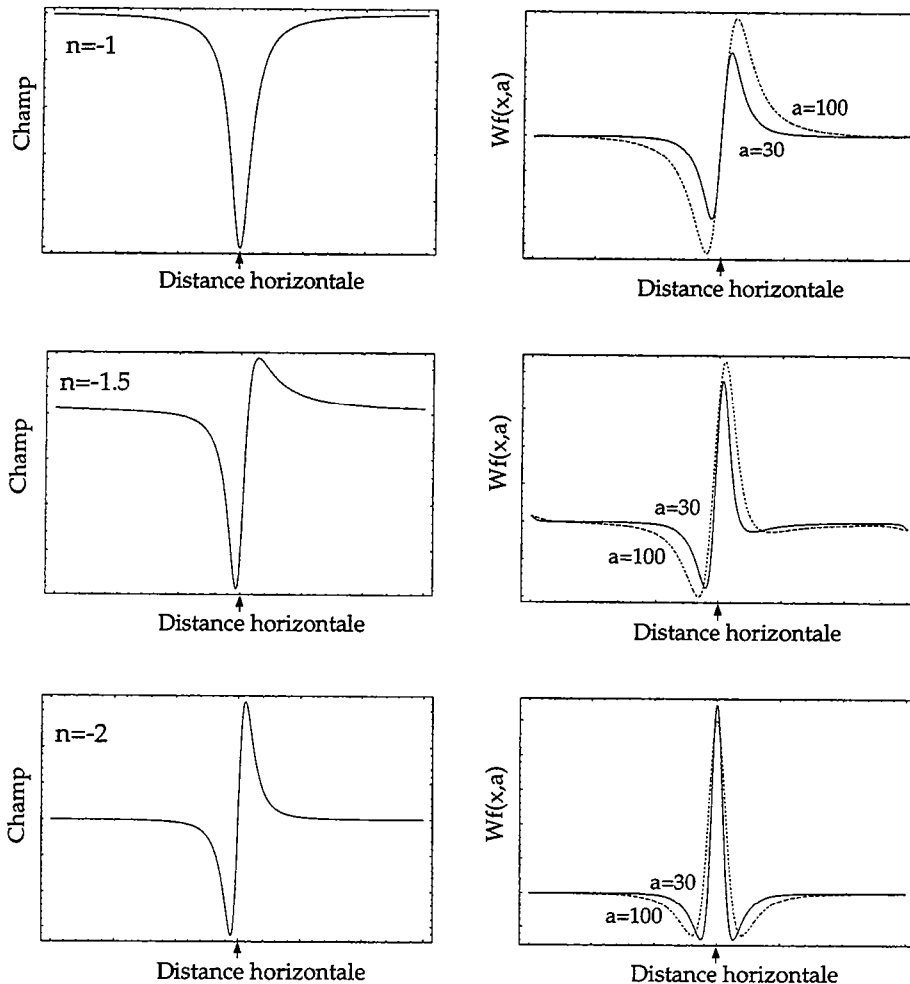 n=-1
Champ
Distance horizontale
Wf(x,a)
a=100
a=30
Distance horizontale
n=-1.5
Champ
Distance horizontale
Wf(x,a)
a=30
a=100
Distance horizontale
n=-2
Champ
Distance horizontale
Wf(x,a)
a=30
a=100
Distance horizontale